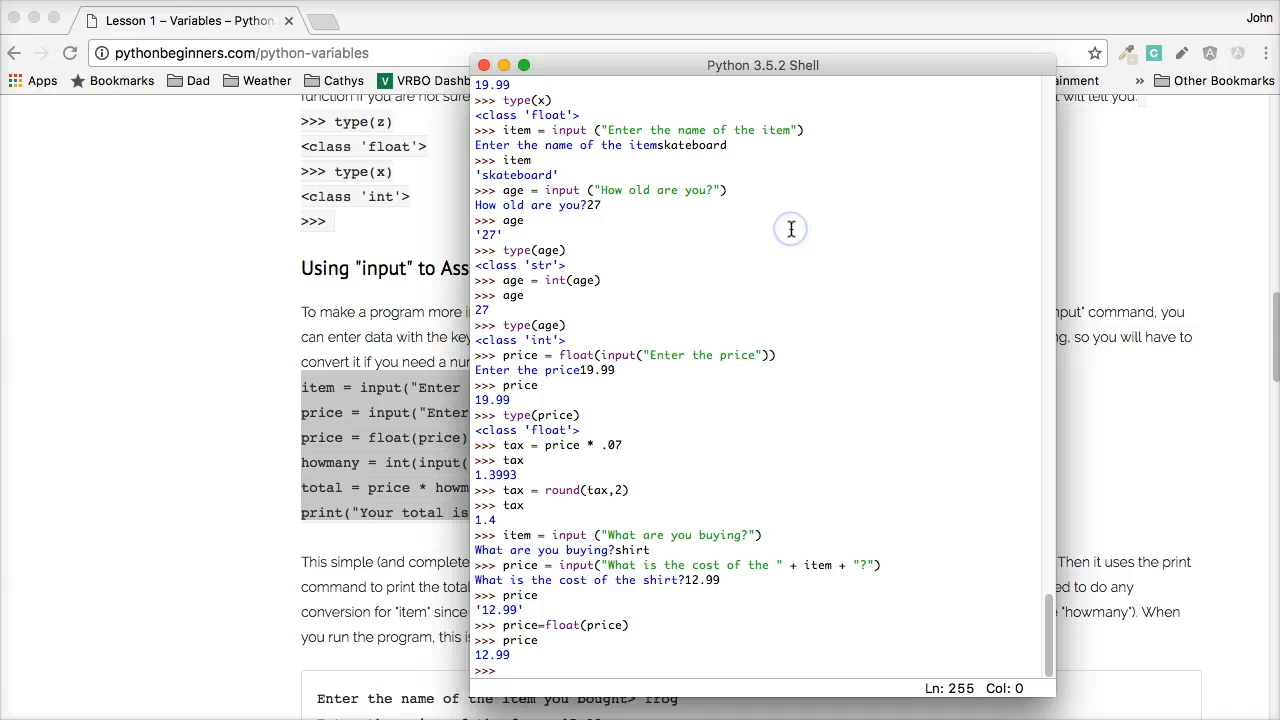 Lesson 1 – Variables – Python
John
pythonbeginners.com/python-variables
Apps
Bookmarks
Dad
Weather
Cathys
VRBO Dashb
ainment
»
Other Bookmarks
function if you are not sure
t will tell you.
>>> type(z)
<class 'float'>
>>> type(x)
<class 'int'>
>>>
Using "input" to Ass
To make a program more i
nput" command, you
can enter data with the key
ng, so you will have to
convert it if you need a nu
item = input("Enter
price = input("Enter
price = float(price)
howmany = int(input(
total = price * howm
print("Your total is
This simple (and complete
Then it uses the print
command to print the tota
ed to do any
conversion for "item" since
e "howmany"). When
you run the program, this is
Enter the name of the item you bought> frog
Python 3.5.2 Shell
19.99
>>> type(x)
<class 'float'>
>>> item = input ("Enter the name of the item")
Enter the name of the itemskateboard
>>> item
'skateboard'
>>> age = input ("How old are you?")
How old are you?27
>>> age
'27'
>>> type(age)
<class 'str'>
>>> age = int(age)
>>> age
27
>>> type(age)
<class 'int'>
>>> price = float(input("Enter the price"))
Enter the price19.99
>>> price
19.99
>>> type(price)
<class 'float'>
>>> tax = price * .07
>>> tax
1.3993
>>> tax = round(tax,2)
>>> tax
1.4
>>> item = input ("What are you buying?")
What are you buying?shirt
>>> price = input("What is the cost of the " + item + "?")
What is the cost of the shirt?12.99
>>> price
'12.99'
>>> price=float(price)
>>> price
12.99
>>>
Ln: 255 Col: 0